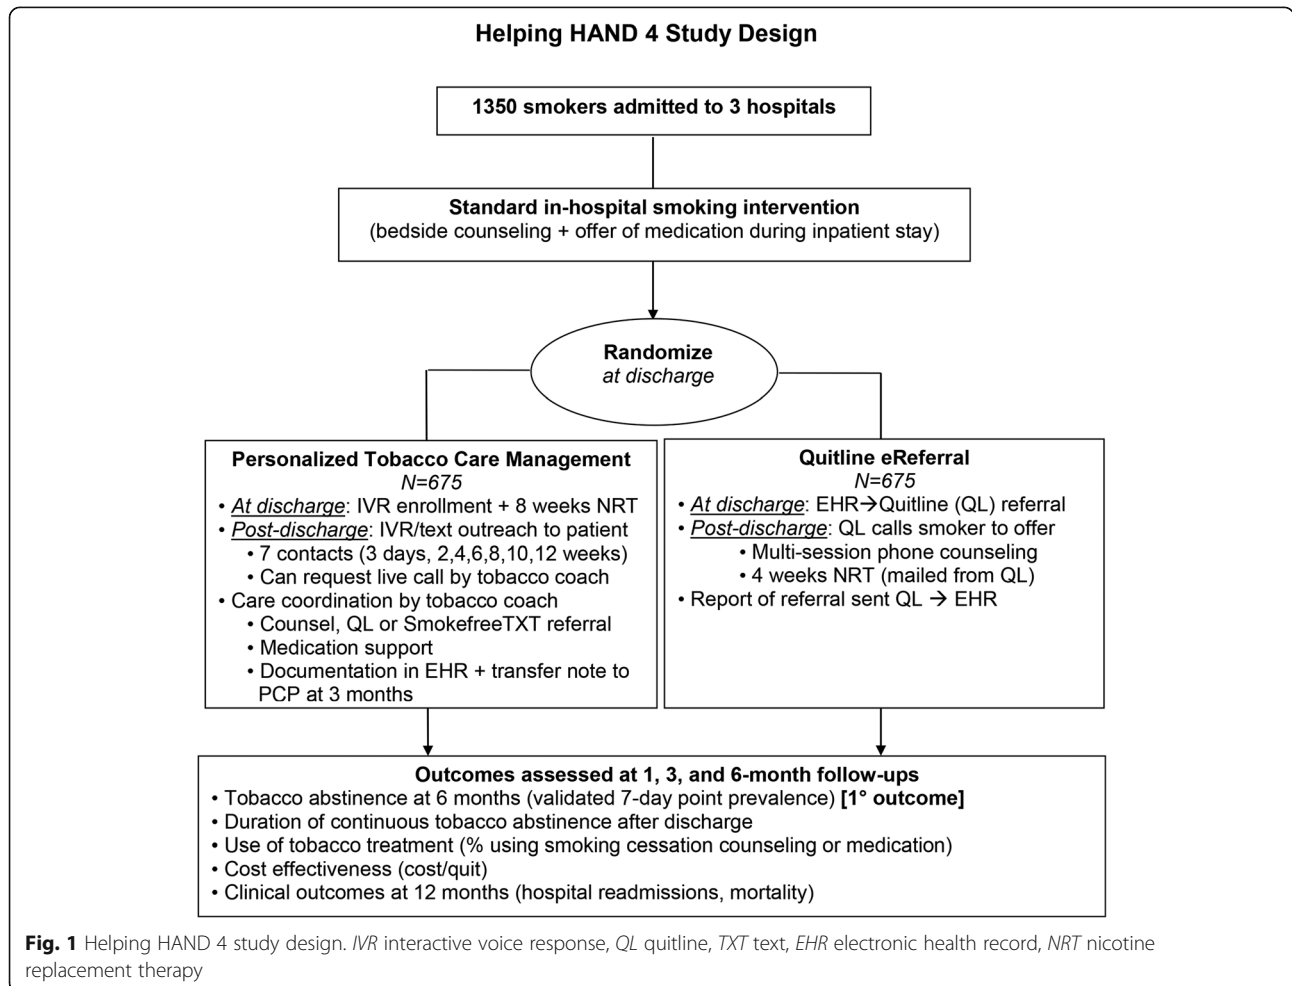 Helping HAND 4 Study Design
1350 smokers admitted to 3 hospitals
Standard in-hospital smoking intervention
(bedside counseling + offer of medication during inpatient stay)
Randomize
at discharge
Personalized Tobacco Care Management
N=675
• At discharge: IVR enrollment + 8 weeks NRT
• Post-discharge: IVR/text outreach to patient
• 7 contacts (3 days, 2,4,6,8,10,12 weeks)
• Can request live call by tobacco coach
• Care coordination by tobacco coach
• Counsel, QL or SmokefreeTXT referral
• Medication support
• Documentation in EHR + transfer note to
PCP at 3 months
Quitline eReferral
N=675
• At discharge: EHR→Quitline (QL) referral
• Post-discharge: QL calls smoker to offer
• Multi-session phone counseling
• 4 weeks NRT (mailed from QL)
• Report of referral sent QL → EHR
Outcomes assessed at 1, 3, and 6-month follow-ups
• Tobacco abstinence at 6 months (validated 7-day point prevalence) [1° outcome]
• Duration of continuous tobacco abstinence after discharge
• Use of tobacco treatment (% using smoking cessation counseling or medication)
• Cost effectiveness (cost/quit)
• Clinical outcomes at 12 months (hospital readmissions, mortality)
Fig. 1 Helping HAND 4 study design. IVR interactive voice response, QL quitline, TXT text, EHR electronic health record, NRT nicotine
replacement therapy